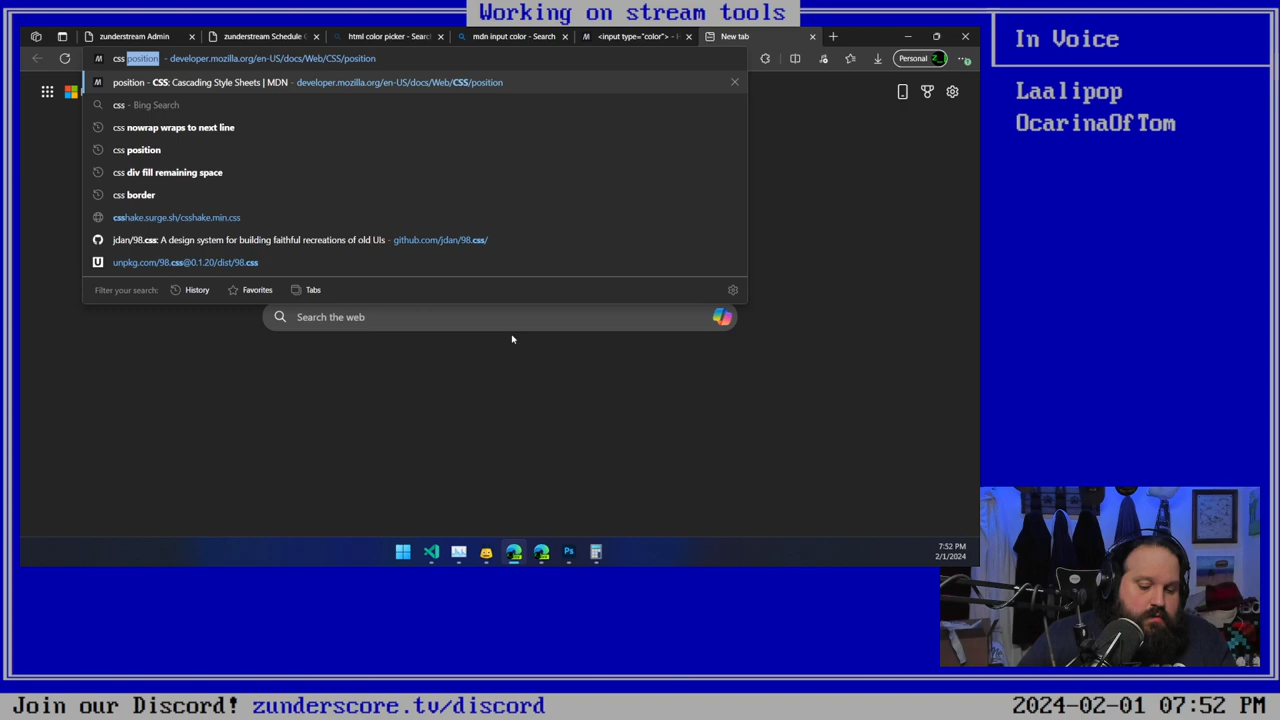 Working on stream tools
zunderstream Admin
zunderstream Schedule
html color picker - Searc
mdn input color - Search
<input type="color"> - H
New tab
css position - developer.mozilla.org/en-US/docs/Web/CSS/position
Personal
position - CSS: Cascading Style Sheets | MDN - developer.mozilla.org/en-US/docs/Web/CSS/position
css - Bing Search
css nowrap wraps to next line
css position
css div fill remaining space
css border
csshake.surge.sh/csshake.min.css
jdan/98.css: A design system for building faithful recreations of old UIs - github.com/jdan/98.css/
unpkg.com/98.css@0.1.20/dist/98.css
Filter your search: History Favorites Tabs
Search the web
7:52 PM
2/1/2024
In Voice
Laalipop
OcarinaOfTom
Join our Discord! zunderscore.tv/discord
2024-02-01 07:52 PM